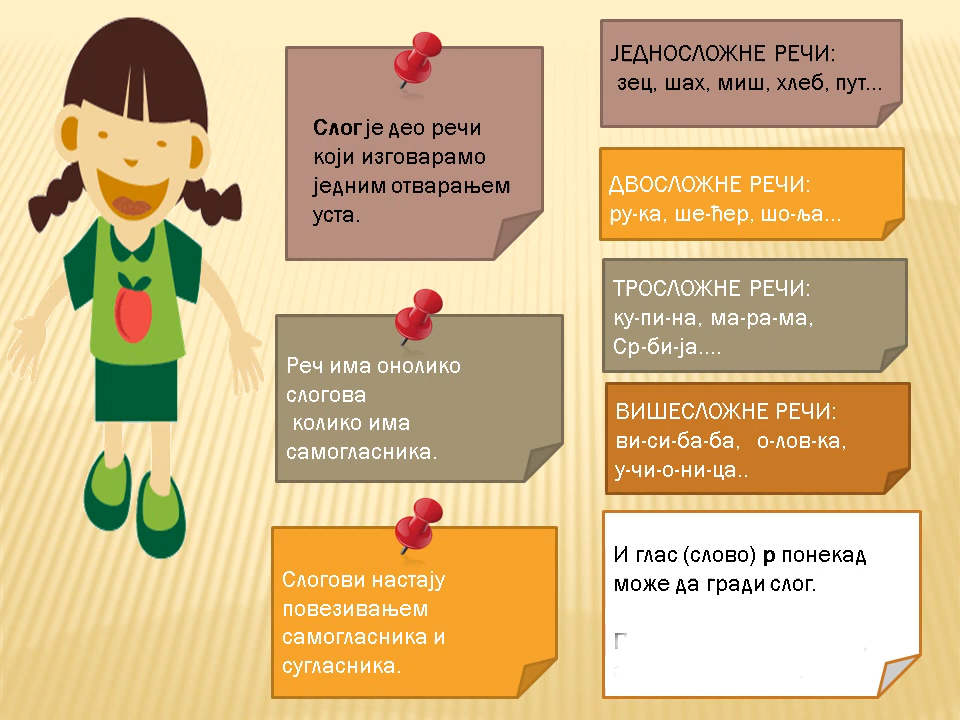 Слог је део речи
који изговарамо
једним отварањем
уста.
Реч има онолико
слогова
колико има
самогласника.
Слогови настају
повезивањем
самогласника и
сугласника.
ЈЕДНОСЛОЖНЕ РЕЧИ:
зец, шах, миш, хлеб, пут...
ДВОСЛОЖНЕ РЕЧИ:
ру-ка, ше-ћер, шо-ља...
ТРОСЛОЖНЕ РЕЧИ:
ку-пи-на, ма-ра-ма,
Ср-би-ја....
ВИШЕСЛОЖНЕ РЕЧИ:
ви-си-ба-ба, о-лов-ка,
у-чи-о-ни-ца..
И глас (слово) р понекад
може да гради слог.